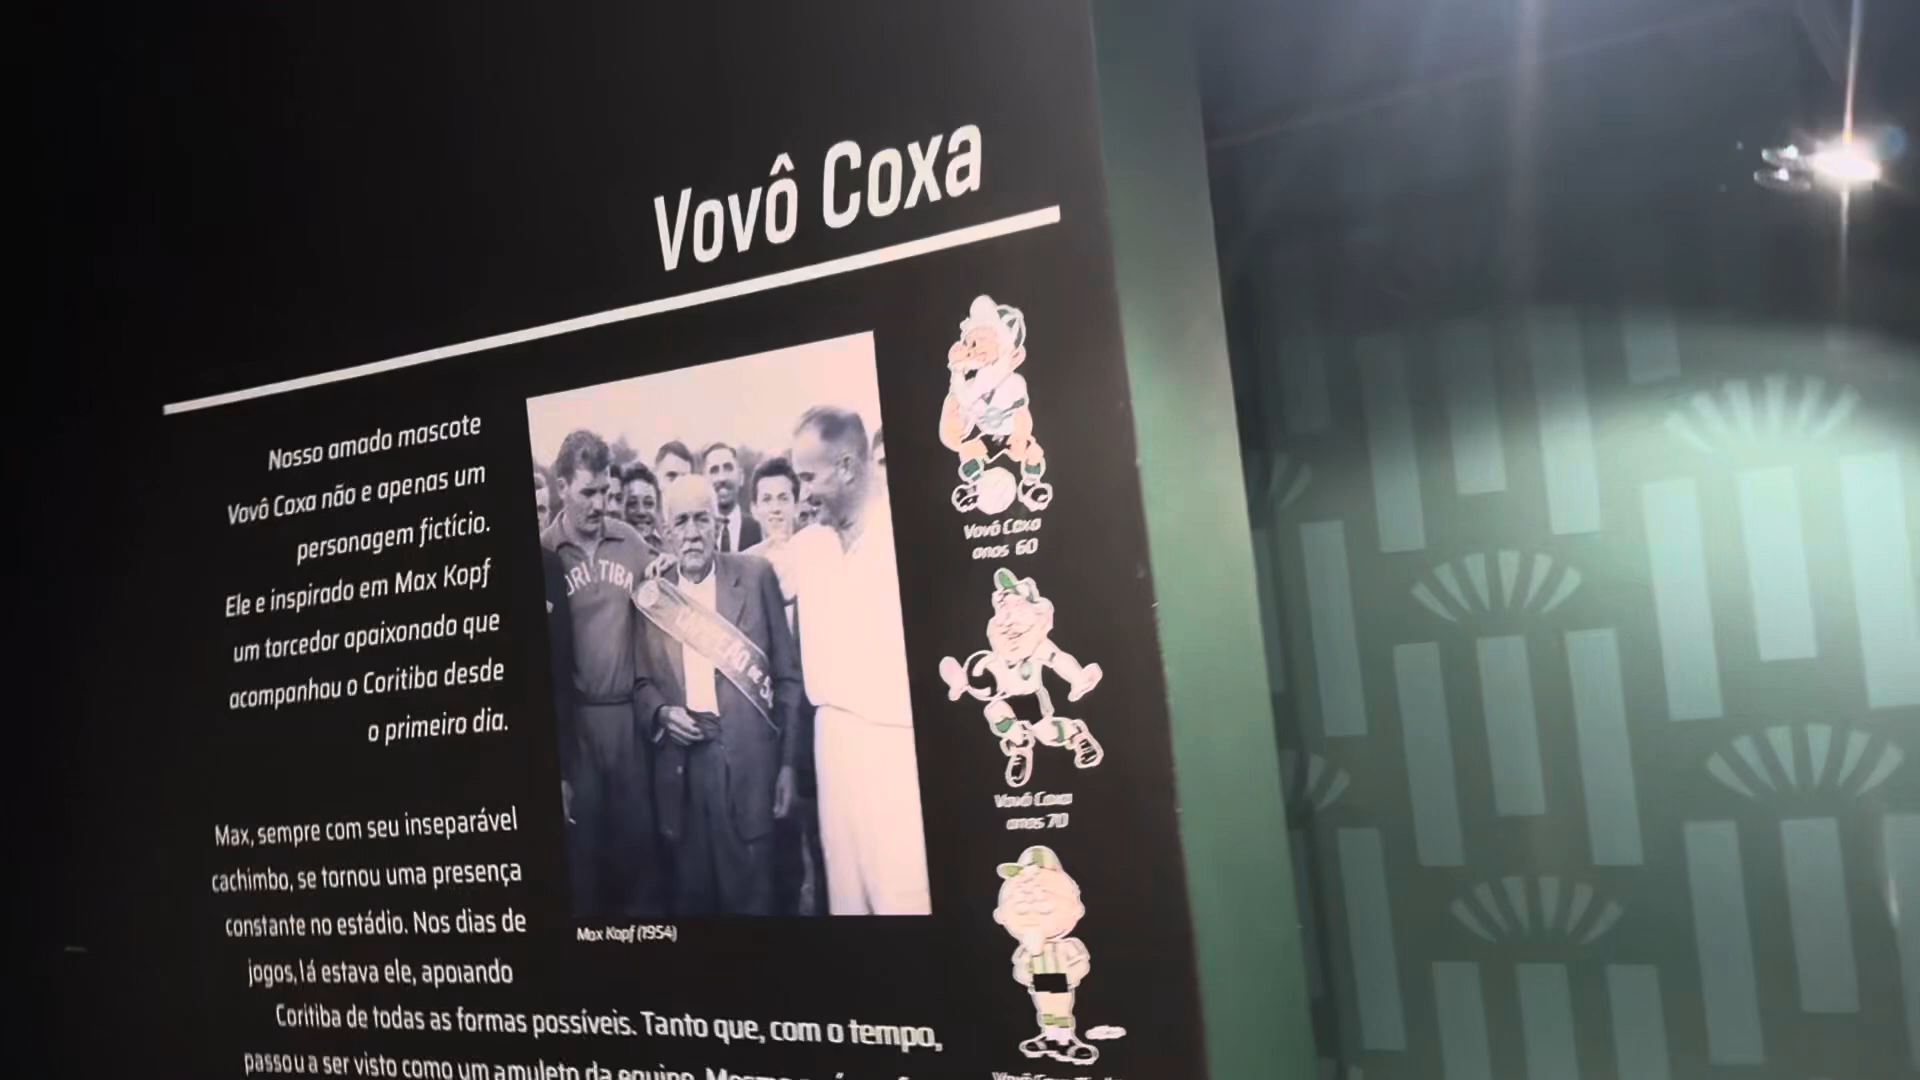 Vovô Coxa
Nosso amado mascote
Vovô Coxa não e apenas um
personagem fictício.
Ele e inspirado em Max Kopf
um torcedor apaixonado que
acompanhou o Coritiba desde
o primeiro dia.
Max, sempre com seu inseparável
cachimbo, se tornou uma presença
constante no estádio. Nos dias de
jogos, lá estava ele, apoiando
Coritiba de todas as formas possíveis. Tanto que, com o tempo,
passou a ser visto como um amuleto da equipe.
Max Kopf (1954)
Vovô Coxa
anos 60
Vovô Coxa
anos 70